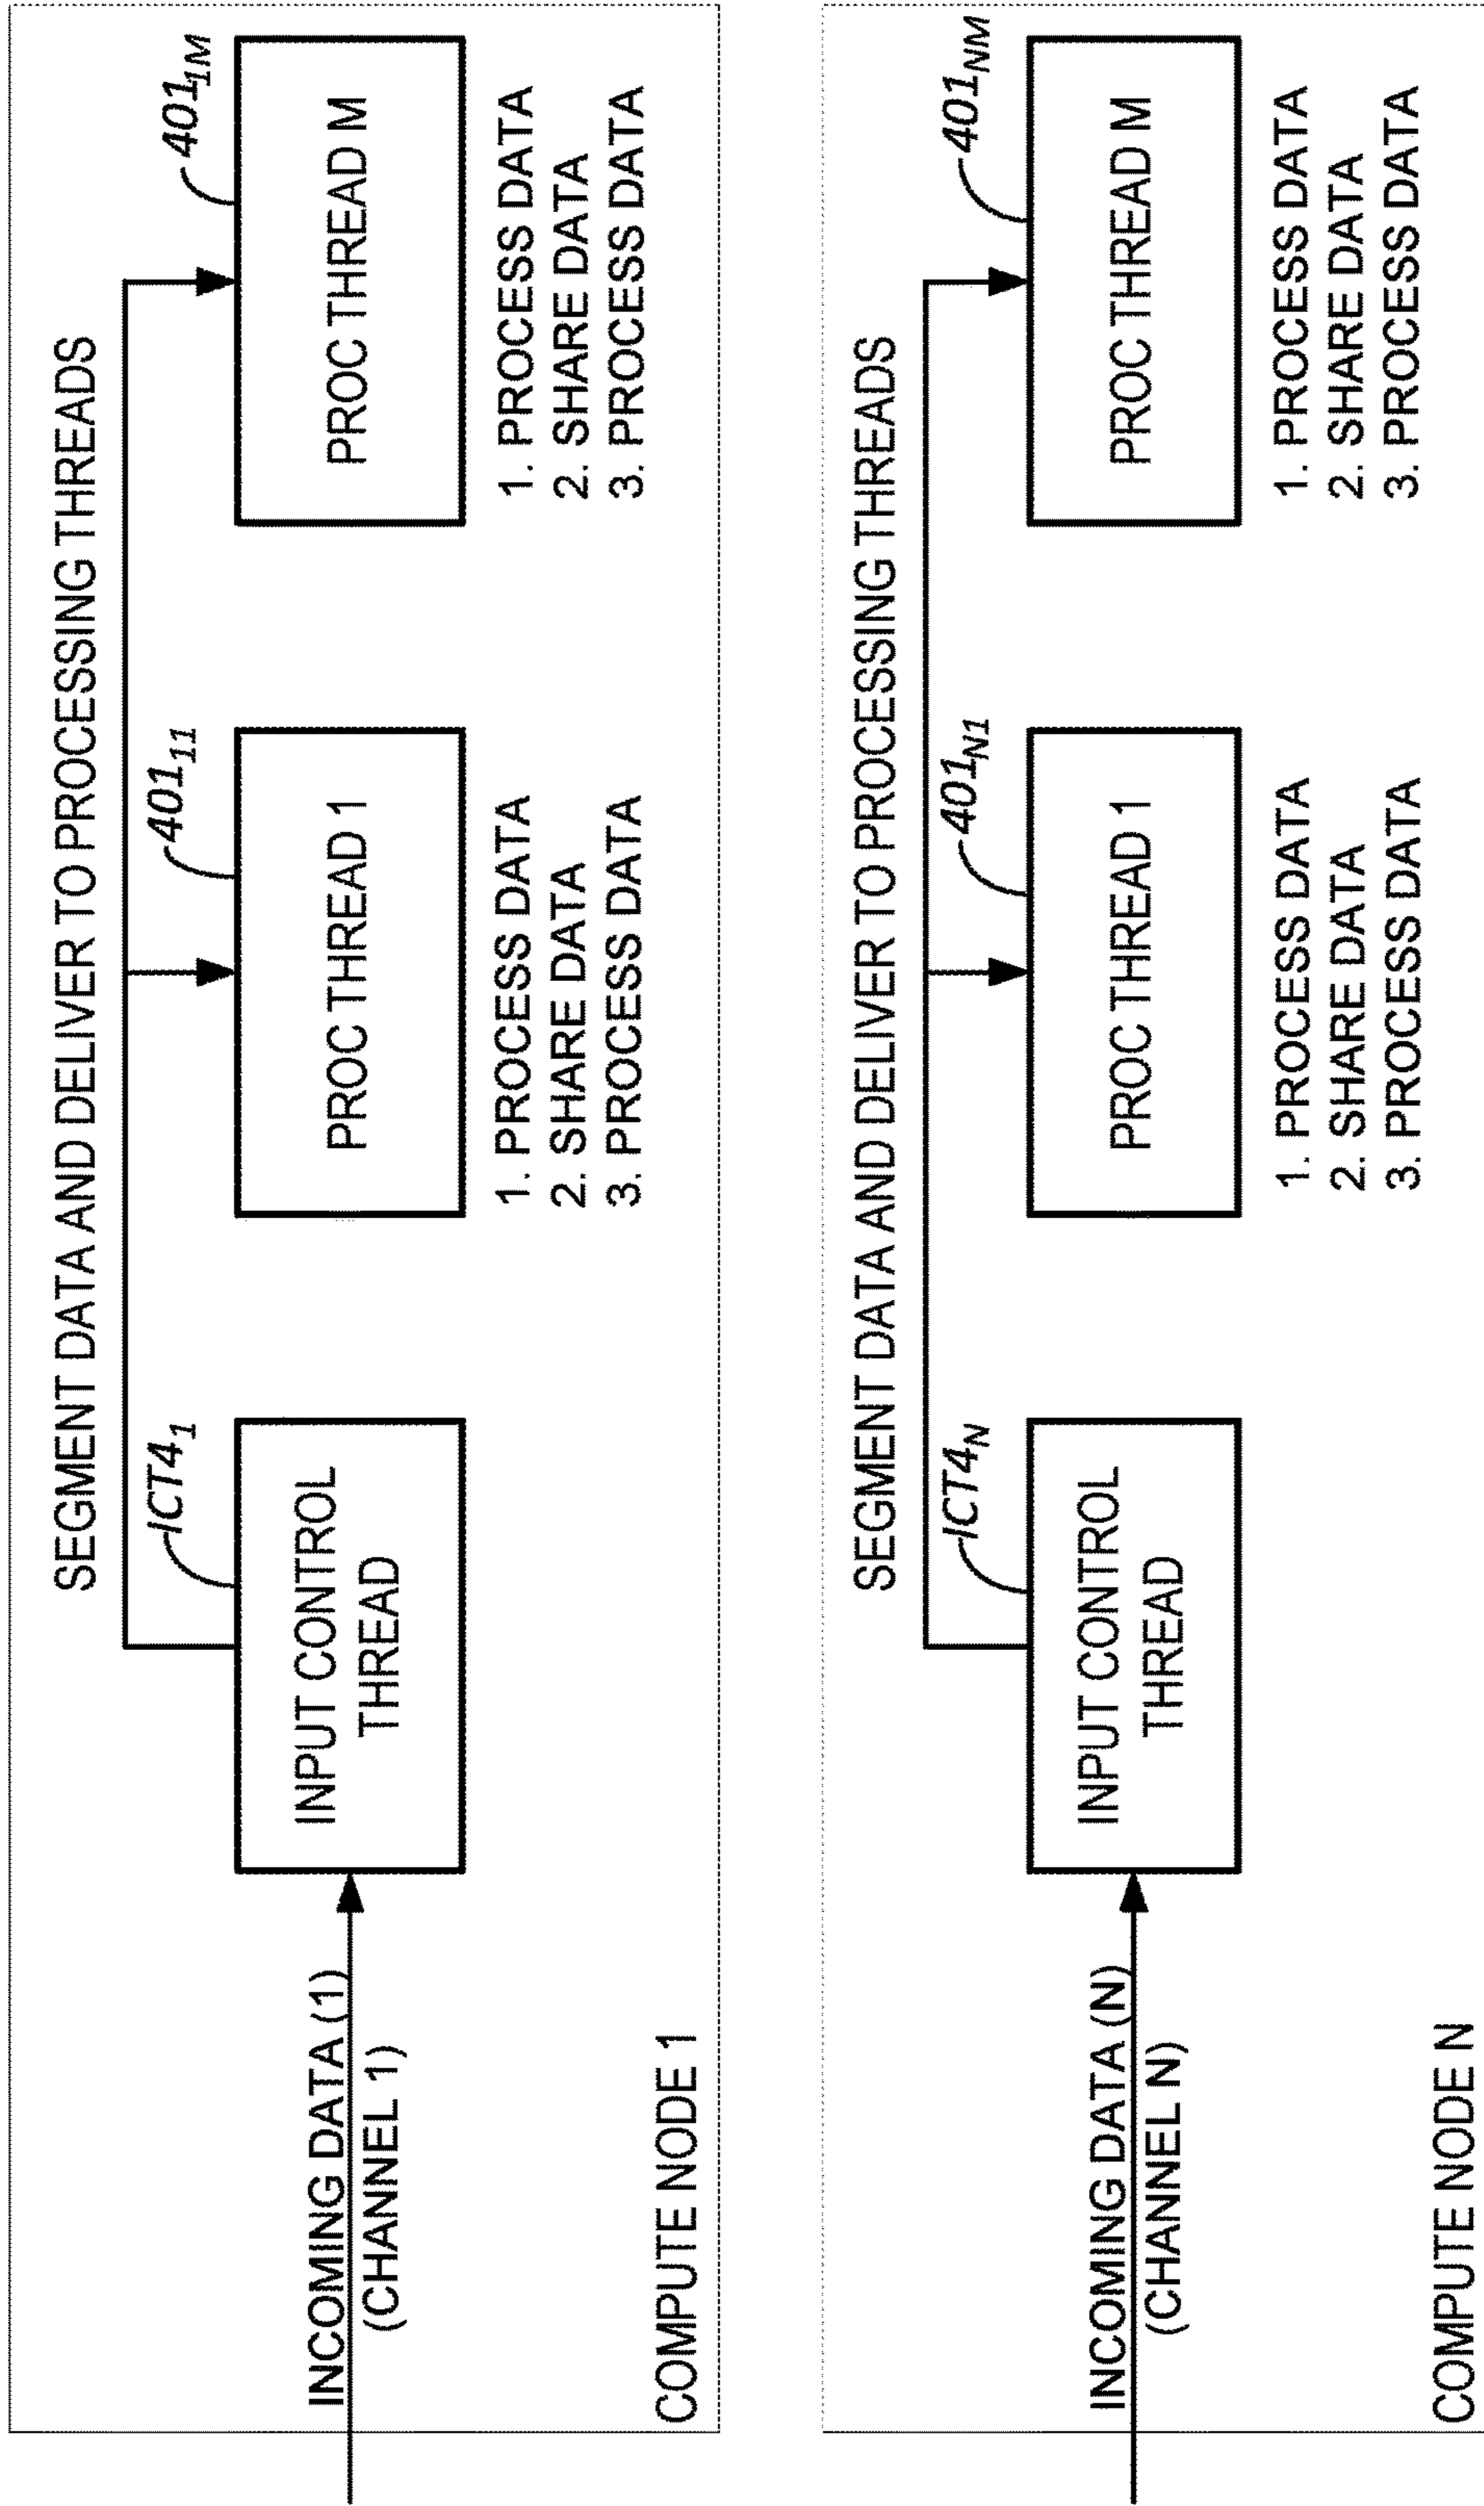 SEGMENT DATA AND DELIVER TO PROCESSING THREADS
ICT4₁
401₁₁
401₁M
INCOMING DATA (1)
(CHANNEL 1)
INPUT CONTROL
THREAD
PROC THREAD 1
PROC THREAD M
1. PROCESS DATA
2. SHARE DATA
3. PROCESS DATA
1. PROCESS DATA
2. SHARE DATA
3. PROCESS DATA
COMPUTE NODE 1
SEGMENT DATA AND DELIVER TO PROCESSING THREADS
ICT4N
401N1
401NM
INCOMING DATA (N)
(CHANNEL N)
INPUT CONTROL
THREAD
PROC THREAD 1
PROC THREAD M
1. PROCESS DATA
2. SHARE DATA
3. PROCESS DATA
1. PROCESS DATA
2. SHARE DATA
3. PROCESS DATA
COMPUTE NODE N